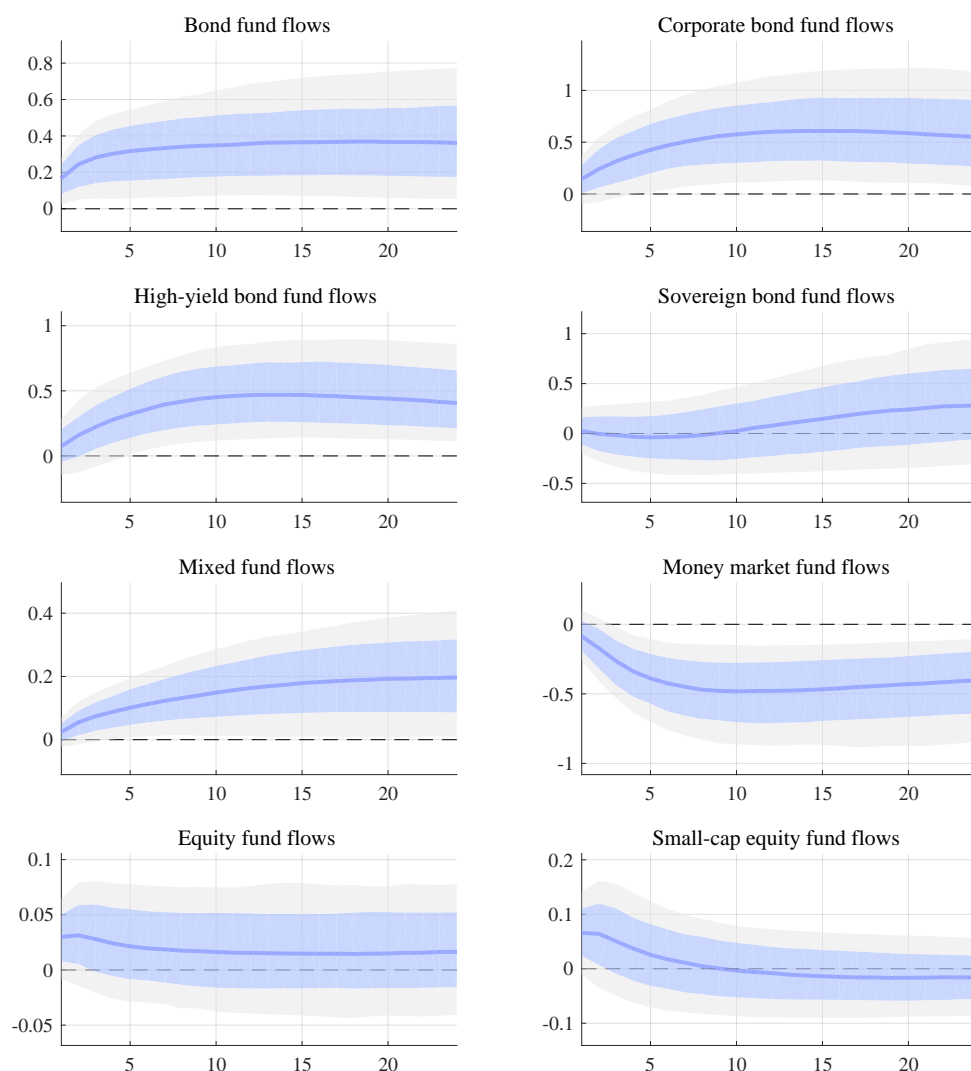 Bond fund flows
0.8
0.6
0.4
0.2
0
5 10 15 20
Corporate bond fund flows
1
0.5
0
5 10 15 20
High-yield bond fund flows
1
0.5
0
5 10 15 20
Sovereign bond fund flows
1
0.5
0
-0.5
5 10 15 20
Mixed fund flows
0.4
0.2
0
5 10 15 20
Money market fund flows
0
-0.5
-1
5 10 15 20
Equity fund flows
0.1
0.05
0
-0.05
5 10 15 20
Small-cap equity fund flows
0.2
0.1
0
-0.1
5 10 15 20